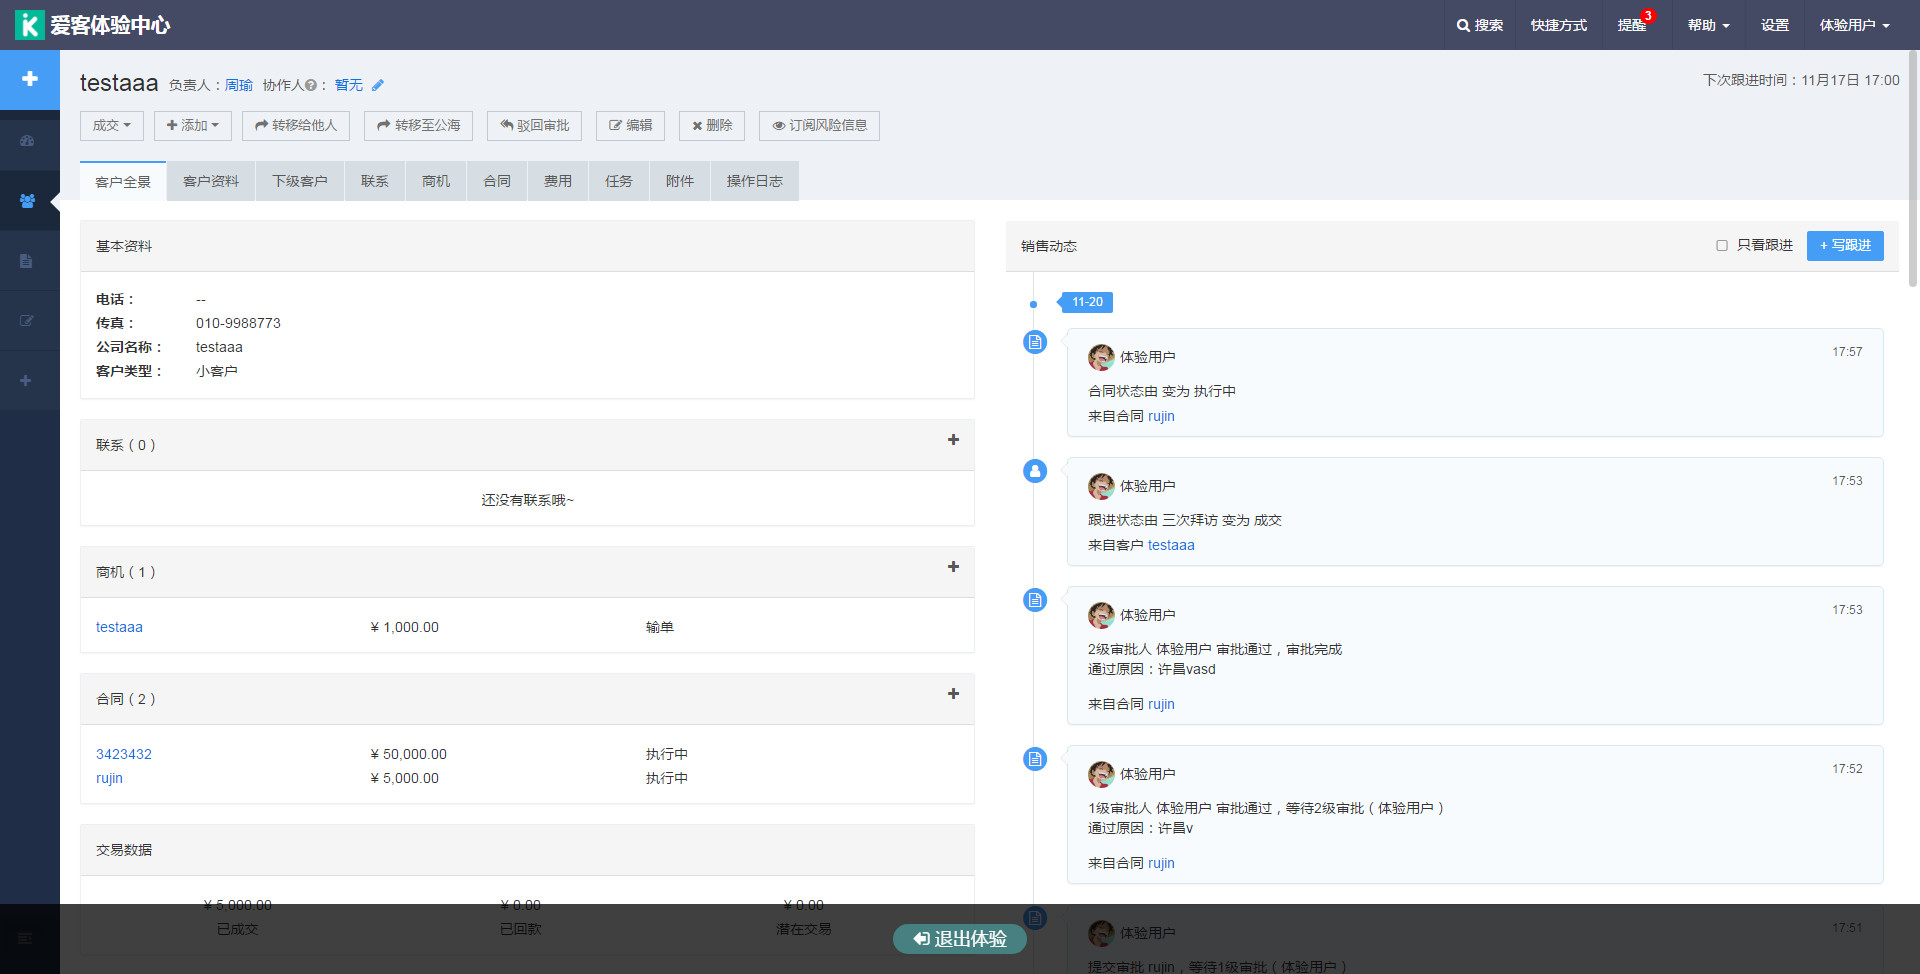 爱客体验中心
搜索 快捷方式 提醒 3 帮助 设置 体验用户
testaaa 负责人：周瑜 协作人： 暂无
下次跟进时间：11月17日 17:00
成交 添加 转移给他人 转移至公海 驳回审批 编辑 删除 订阅风险信息
客户全景 客户资料 下级客户 联系 商机 合同 费用 任务 附件 操作日志
基本资料
电话： --
传真： 010-9988773
公司名称： testaaa
客户类型： 小客户
联系（0）
还没有联系哦~
商机（1）
testaaa ¥ 1,000.00 输单
合同（2）
3423432 ¥ 50,000.00 执行中
rujin ¥ 5,000.00 执行中
交易数据
¥ 5,000.00 ¥ 0.00 ¥ 0.00
已成交 已回款 潜在交易
销售动态 只看跟进 + 写跟进
11-20
体验用户 17:57
合同状态由 变为 执行中
来自合同 rujin
体验用户 17:53
跟进状态由 三次拜访 变为 成交
来自客户 testaaa
体验用户 17:53
2级审批人 体验用户 审批通过，审批完成
通过原因：许昌vasd
来自合同 rujin
体验用户 17:52
1级审批人 体验用户 审批通过，等待2级审批（体验用户）
通过原因：许昌v
来自合同 rujin
体验用户 17:51
提交审批 rujin，等待1级审批（体验用户）
退出体验